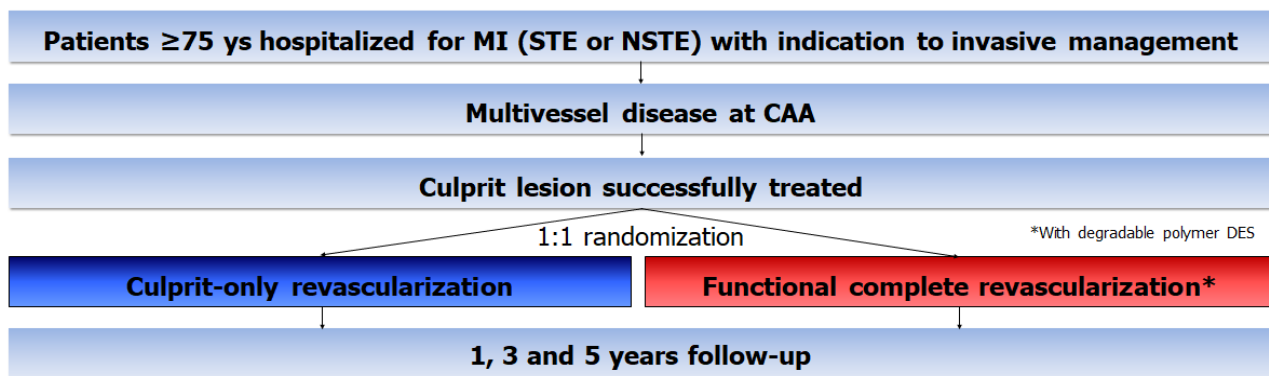 Patients ≥75 ys hospitalized for MI (STE or NSTE) with indication to invasive management
Multivessel disease at CAA
Culprit lesion successfully treated
1:1 randomization
*With degradable polymer DES
Culprit-only revascularization
Functional complete revascularization*
1, 3 and 5 years follow-up